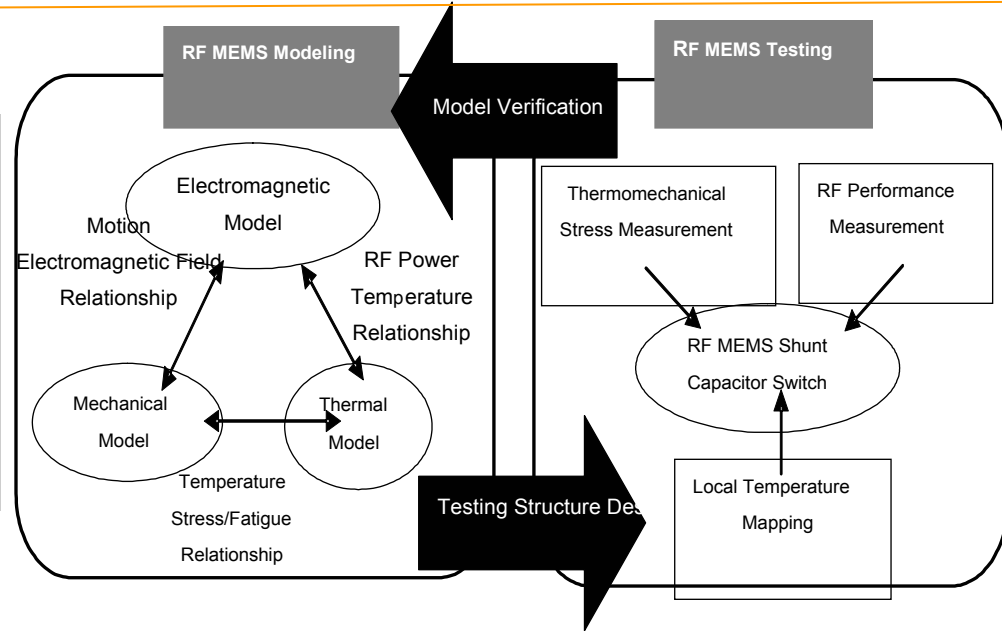 RF MEMS Modeling
RF MEMS Testing
Model Verification
Electromagnetic
Model
Motion
Electromagnetic Field
Relationship
RF Power
Temperature
Relationship
Mechanical
Model
Thermal
Model
Temperature
Stress/Fatigue
Relationship
Thermomechanical
Stress Measurement
RF Performance
Measurement
RF MEMS Shunt
Capacitor Switch
Testing Structure Des
Local Temperature
Mapping